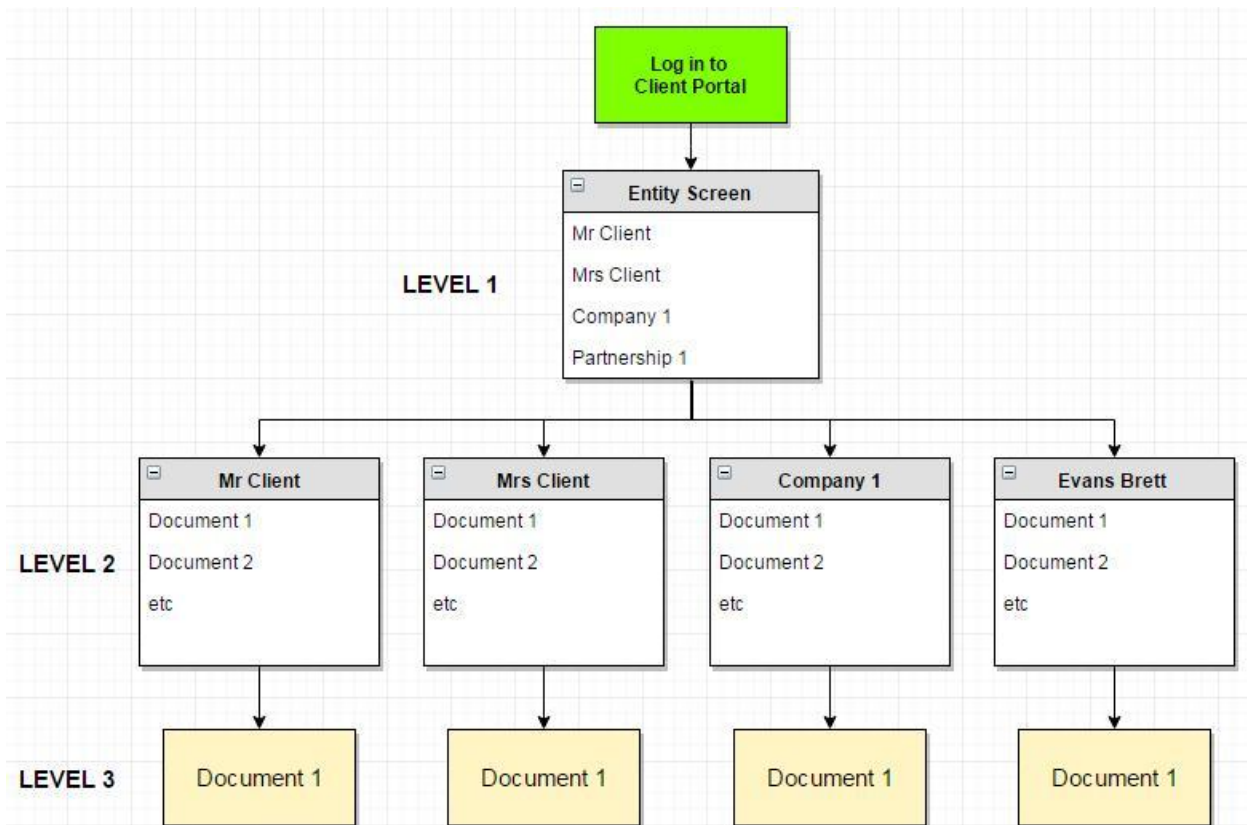 Log in to
Client Portal
Entity Screen
Mr Client
Mrs Client
Company 1
Partnership 1
LEVEL 1
Mr Client
Document 1
Document 2
etc
Mrs Client
Document 1
Document 2
etc
Company 1
Document 1
Document 2
etc
Evans Brett
Document 1
Document 2
etc
LEVEL 2
Document 1
Document 1
Document 1
Document 1
LEVEL 3